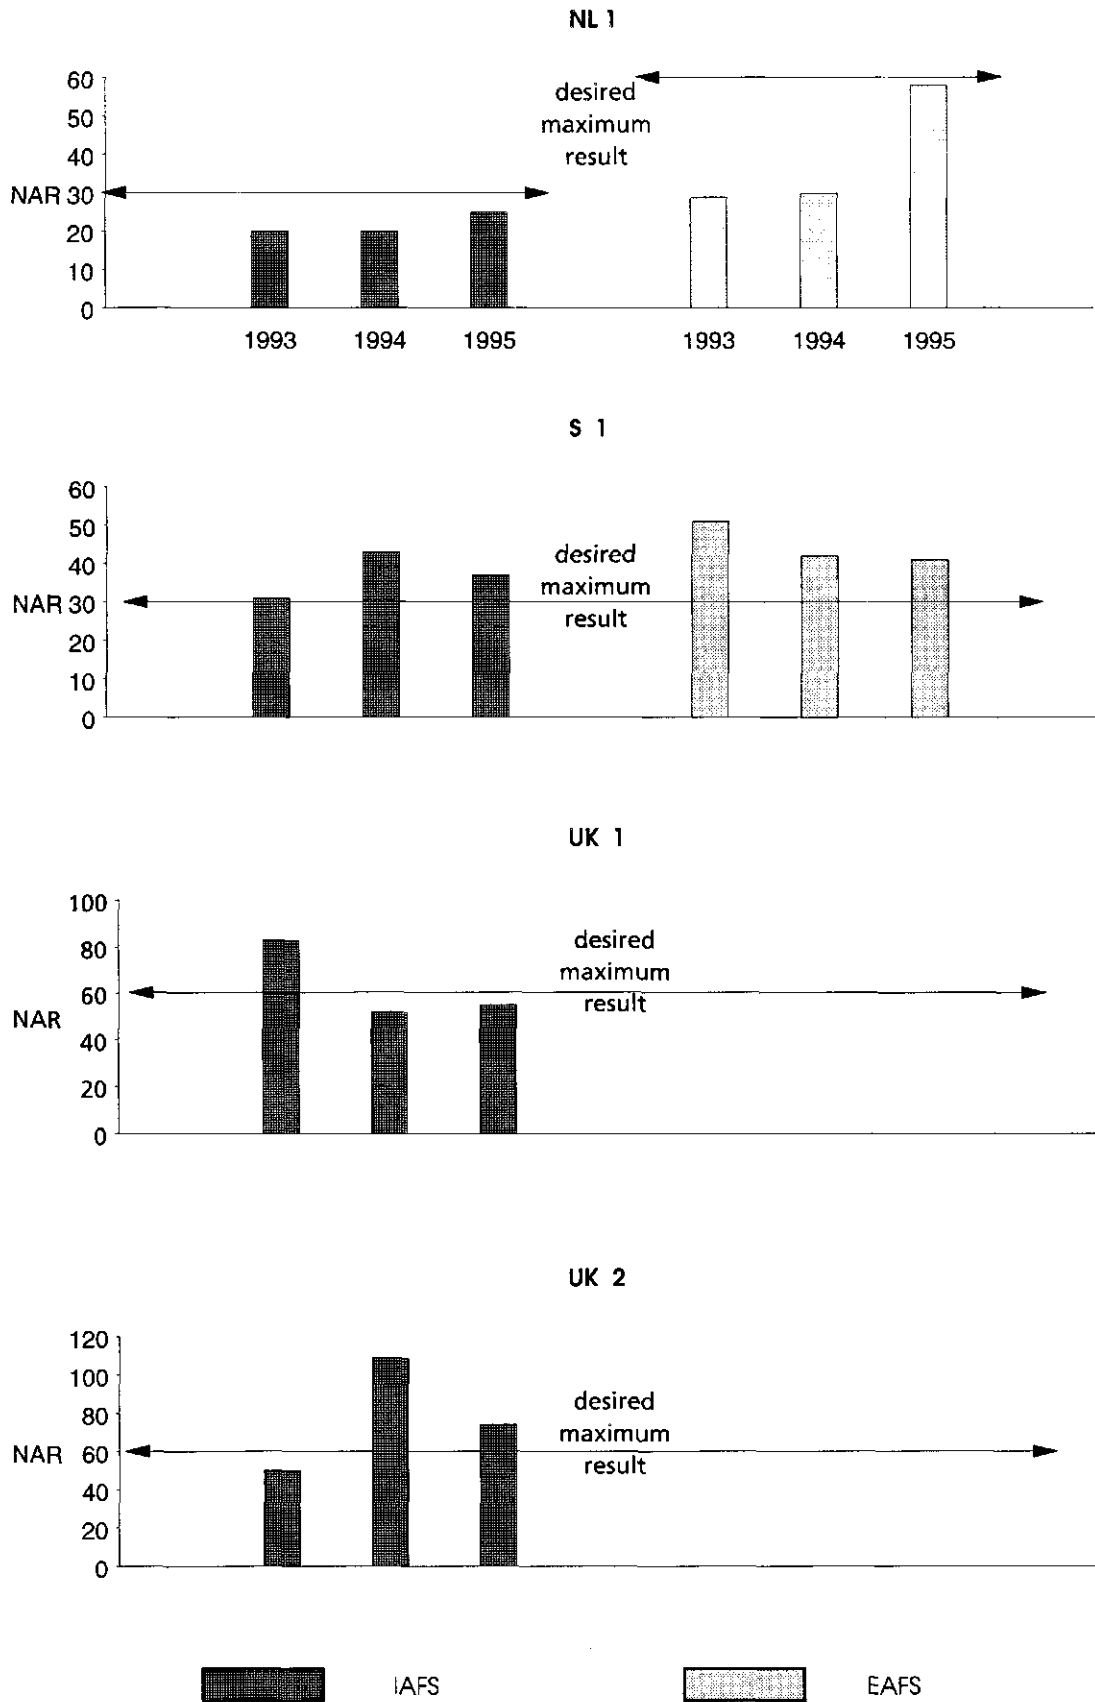 NL 1
60
50
40
NAR 30
20
10
0
desired
maximum
result
1993 1994 1995 1993 1994 1995
S 1
60
50
40
NAR 30
20
10
0
desired
maximum
result
UK 1
100
80
60
NAR
40
20
0
desired
maximum
result
UK 2
120
100
80
NAR 60
40
20
0
desired
maximum
result
IAFS EAFS